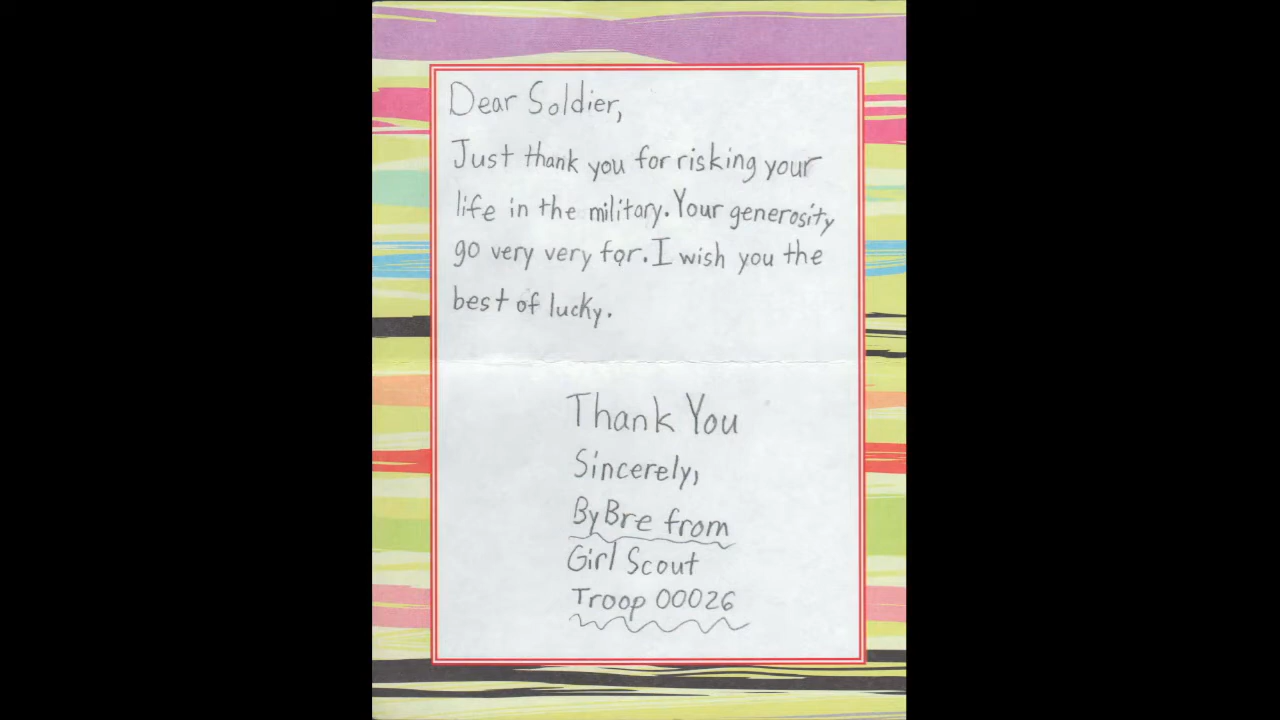 Dear Soldier,
Just thank you for risking your
life in the military. Your generosity
go very very far. I wish you the
best of lucky.
Thank You
Sincerely,
By Bre from
Girl Scout
Troop 00026